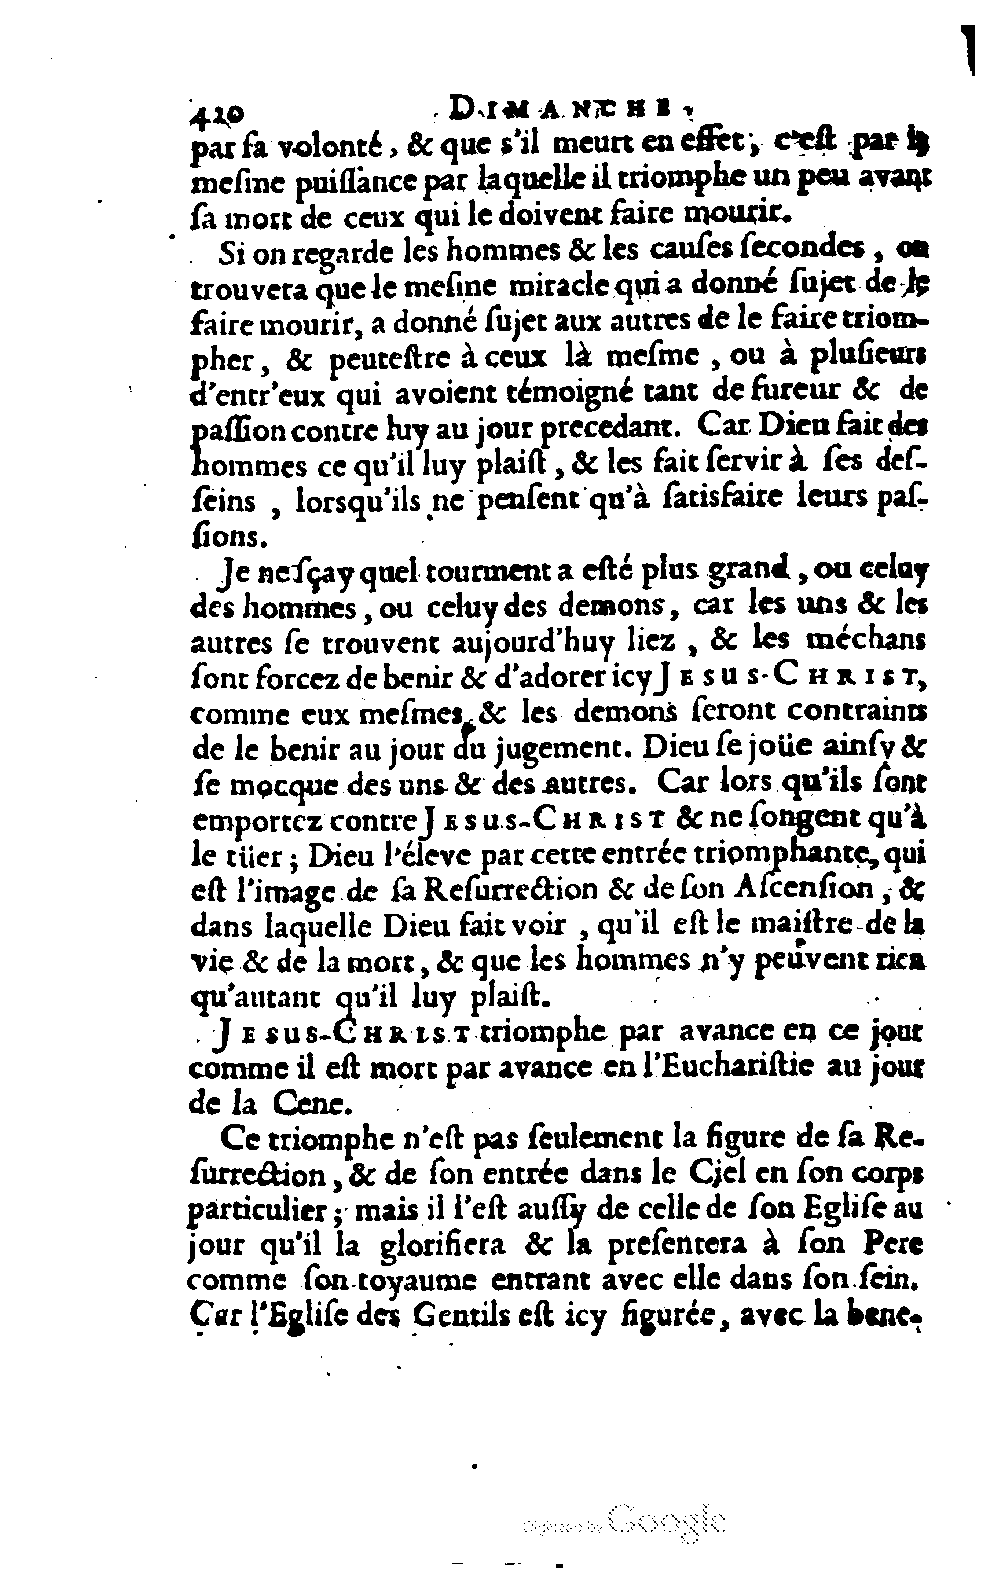 420 DIMANCHE,
par ſa volonté, & que s'il meurt en effet, c'eſt par la
meſme puiſſance par laquelle il triomphe un peu avant
ſa mort de ceux qui le doivent faire mourir.
Si on regarde les hommes & les cauſes ſecondes, on
trouvera que le meſme miracle qui a donné ſujet de le
faire mourir, a donné ſujet aux autres de le faire triom-
pher, & peuteſtre à ceux là meſme, ou à pluſieurs
d'entr'eux qui avoient témoigné tant de fureur & de
paſſion contre luy au jour precedant. Car Dieu fait des
hommes ce qu'il luy plaiſt, & les fait ſervir à ſes deſ-
ſeins, lorsqu'ils ne penſent qu'à ſatisfaire leurs paſ-
ſions.
Je ne ſçay quel tourment a eſté plus grand, ou celuy
des hommes, ou celuy des demons, car les uns & les
autres ſe trouvent aujourd'huy liez, & les méchans
ſont forcez de benir & d'adorer icy JESUS-CHRIST,
comme eux meſmes & les demons ſeront contraints
de le benir au jour du jugement. Dieu ſe joüe ainſy &
ſe mocque des uns & des autres. Car lors qu'ils ſont
emportez contre JESUS-CHRIST & ne ſongent qu'à
le tüer; Dieu l'éleve par cette entrée triomphante, qui
eſt l'image de ſa Reſurrection & de ſon Aſcenſion, &
dans laquelle Dieu fait voir, qu'il eſt le maiſtre de la
vie & de la mort, & que les hommes n'y peuvent rien
qu'autant qu'il luy plaiſt.
JESUS-CHRIST triomphe par avance en ce jour
comme il eſt mort par avance en l'Euchariſtie au jour
de la Cene.
Ce triomphe n'eſt pas ſeulement la figure de ſa Re-
ſurrection, & de ſon entrée dans le Ciel en ſon corps
particulier; mais il l'eſt auſſy de celle de ſon Egliſe au
jour qu'il la glorifiera & la preſentera à ſon Pere
comme ſon royaume entrant avec elle dans ſon ſein.
Car l'Egliſe des Gentils eſt icy figurée, avec la bene-
Digitized by Google